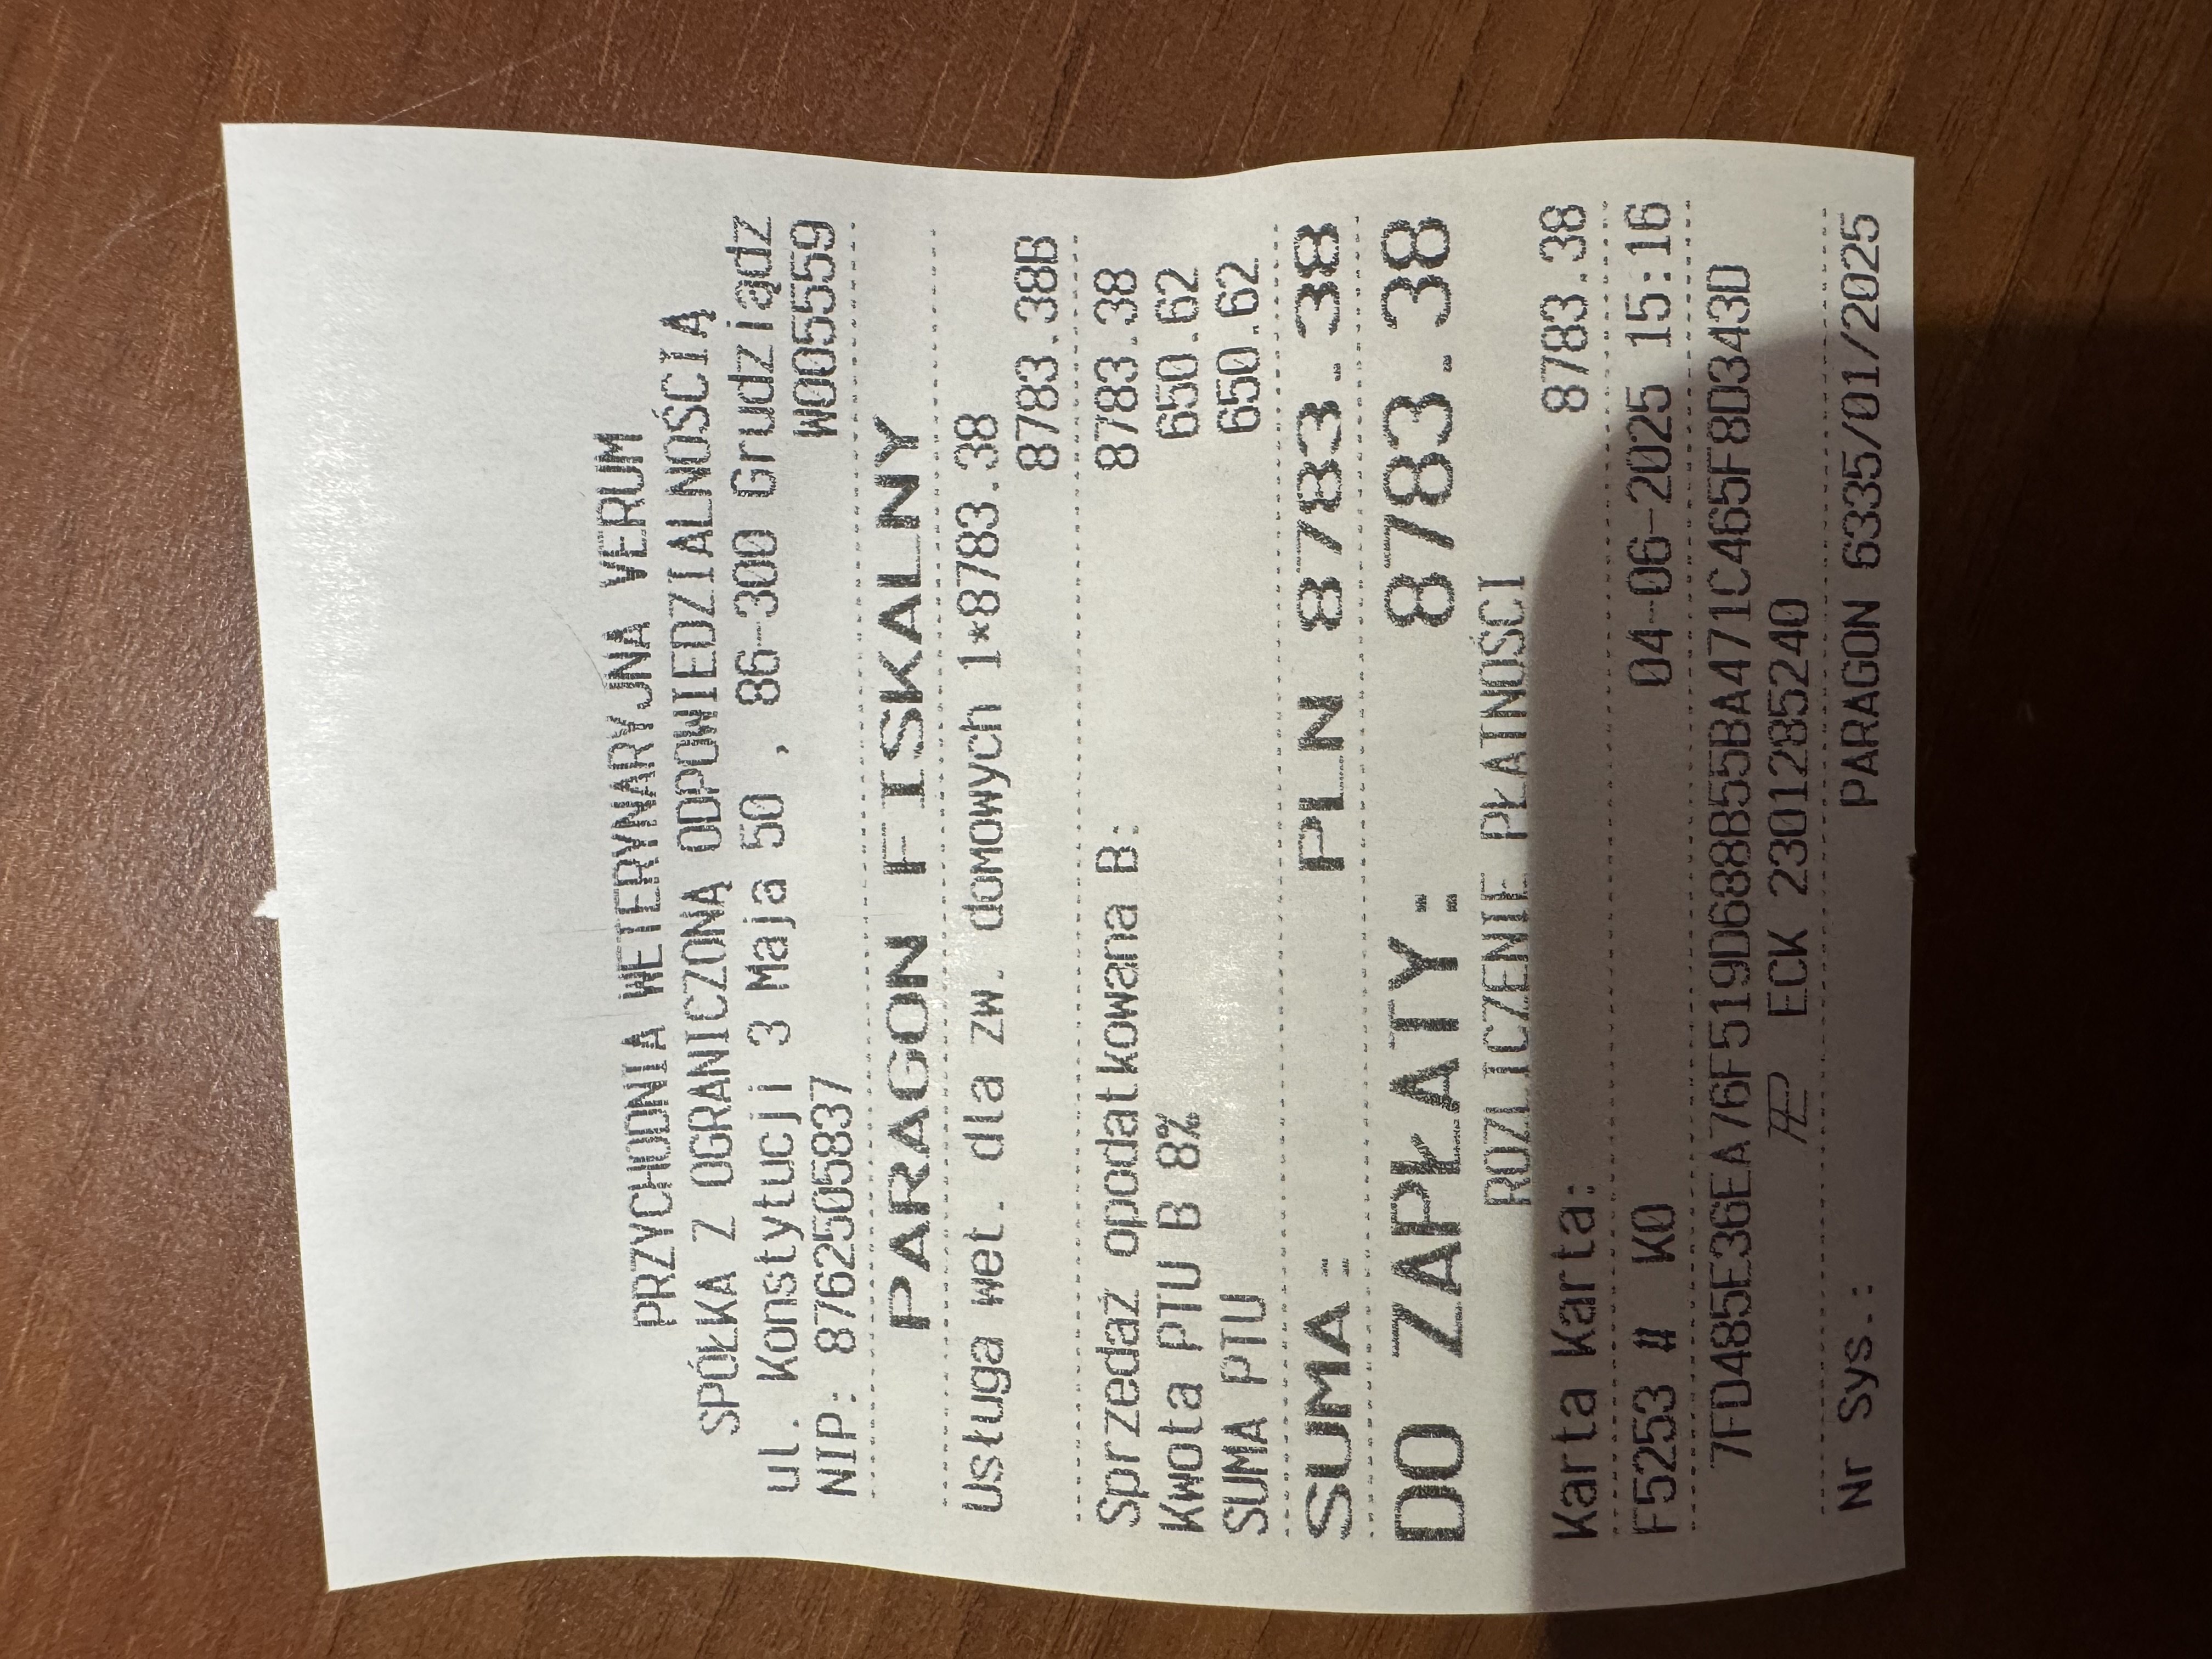 PRZYCHODNIA WETERYNARYJNA VERUM
SPÓŁKA Z OGRANICZONĄ ODPOWIEDZIALNOŚCIĄ
ul. Konstytucji 3 Maja 50 , 86-300 Grudziądz
NIP: 8762505837 W005559
PARAGON FISKALNY
Usługa wet. dla zw. domowych 1*8783.38
8783.38B
Sprzedaż opodatkowana B: 8783.38
Kwota PTU B 8% 650.62
SUMA PTU 650.62
SUMA: PLN 8783.38
DO ZAPŁATY: 8783.38
ROZLICZENIE PŁATNOŚCI
Karta Karta: 8783.38
F5253 # KO 04-06-2025 15:16
7FD485E36EA76F519D688B55BA471C465F8D343D
ECK 2301285240
Nr Sys.: PARAGON 6335/01/2025